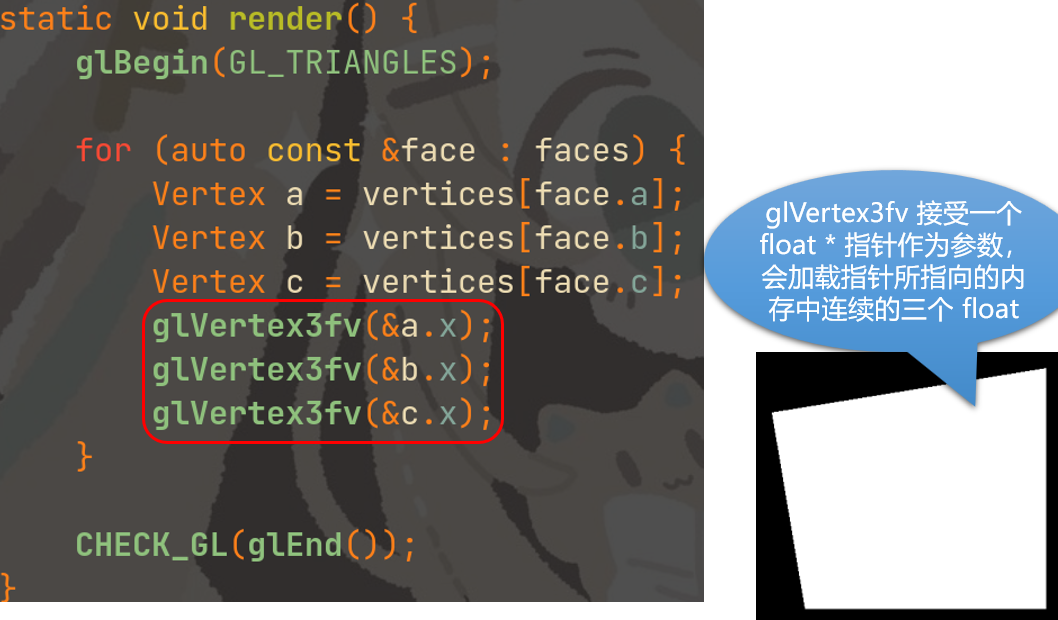 static void render() {
glBegin(GL_TRIANGLES);
for (auto const &face : faces) {
Vertex a = vertices[face.a];
Vertex b = vertices[face.b];
Vertex c = vertices[face.c];
glVertex3fv(&a.x);
glVertex3fv(&b.x);
glVertex3fv(&c.x);
}
CHECK_GL(glEnd());
}
glVertex3fv 接受一个
float * 指针作为参数，
会加载指针所指向的内
存中连续的三个 float